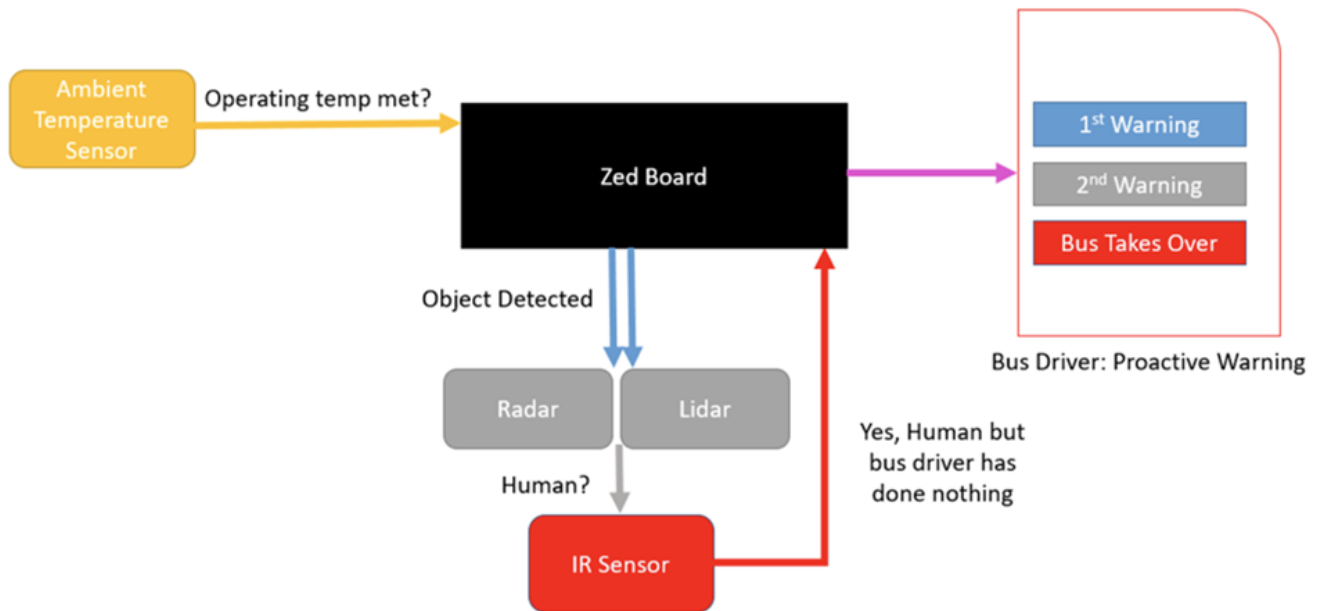 Ambient
Temperature
Sensor
Operating temp met?
Zed Board
1st Warning
2nd Warning
Bus Takes Over
Bus Driver: Proactive Warning
Object Detected
Radar
Lidar
Yes, Human but
bus driver has
done nothing
Human?
IR Sensor